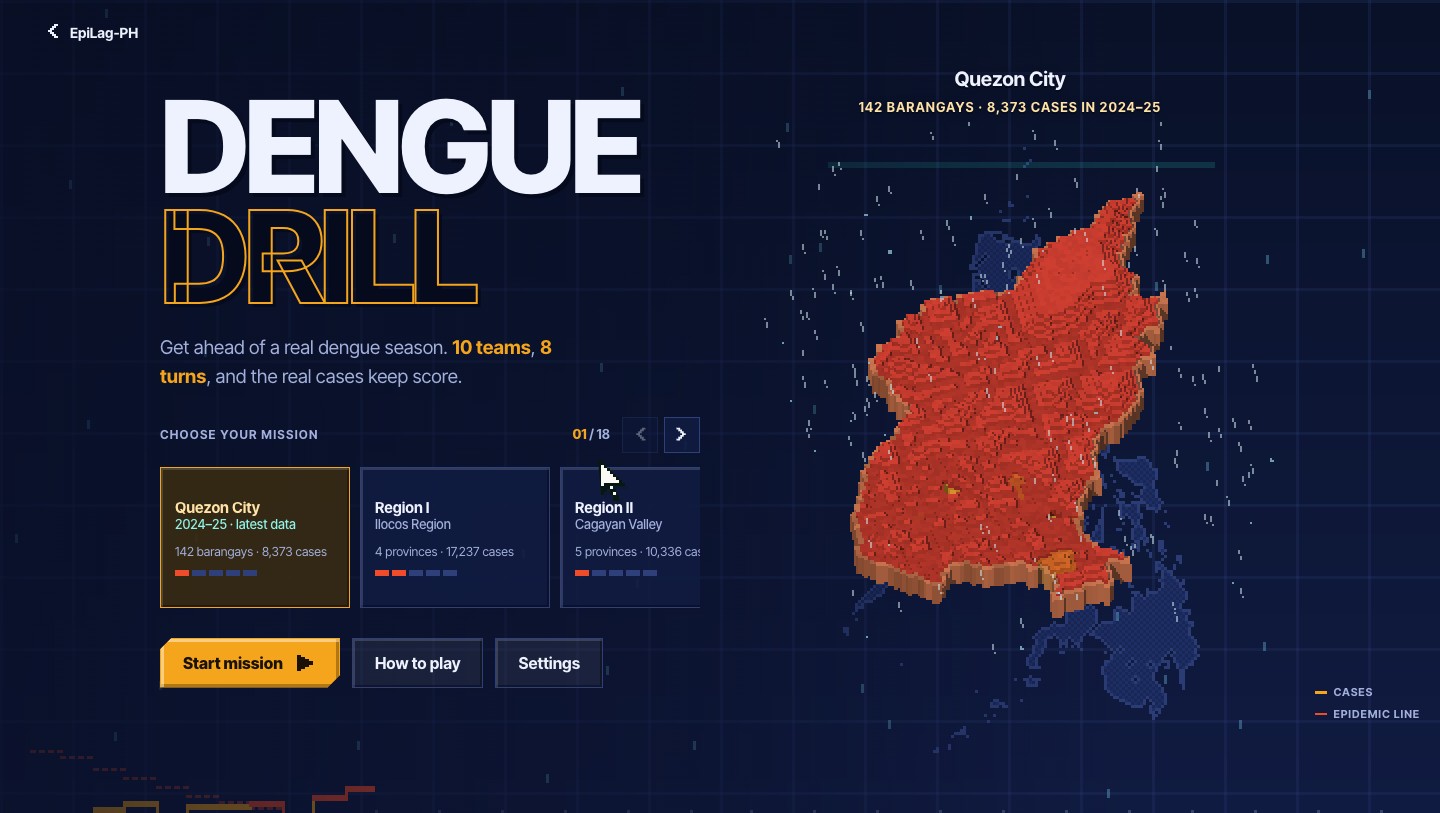 EpiLag-PH
DENGUE
DRILL
Get ahead of a real dengue season. 10 teams, 8
turns, and the real cases keep score.
CHOOSE YOUR MISSION
01 / 18
Quezon City
2024–25 · latest data
142 barangays · 8,373 cases
Region I
Ilocos Region
4 provinces · 17,237 cases
Region II
Cagayan Valley
5 provinces · 10,336 cas
Start mission
How to play
Settings
Quezon City
142 BARANGAYS · 8,373 CASES IN 2024–25
CASES
EPIDEMIC LINE